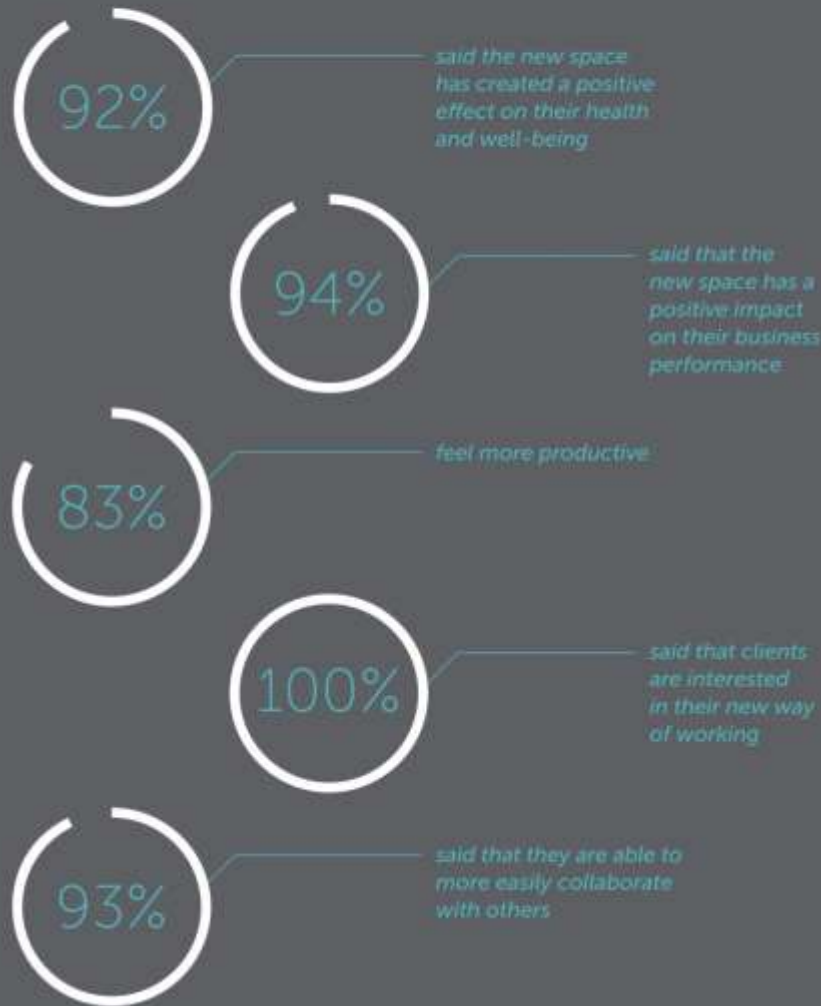 92%
said the new space
has created a positive
effect on their health
and well-being
94%
said that the
new space has a
positive impact
on their business
performance
83%
feel more productive
100%
said that clients
are interested
in their new way
of working
93%
said that they are able to
more easily collaborate
with others